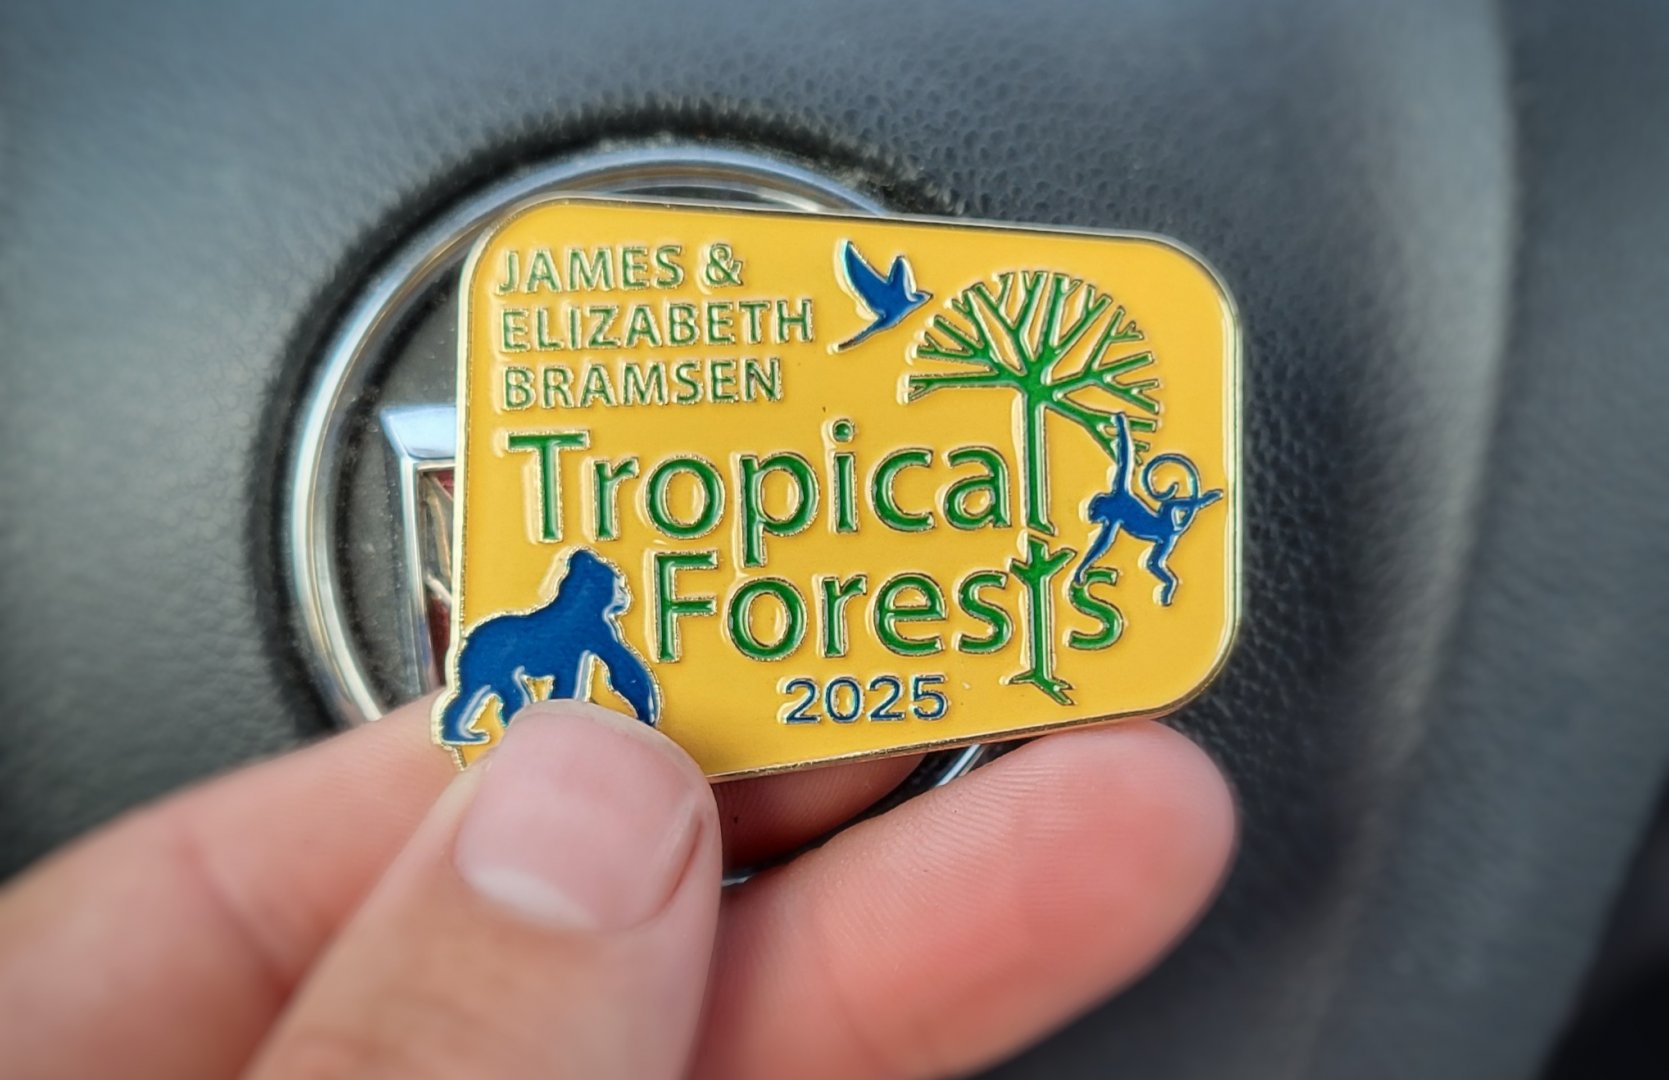 JAMES &
ELIZABETH
BRAMSEN
Tropical
Forests
2025